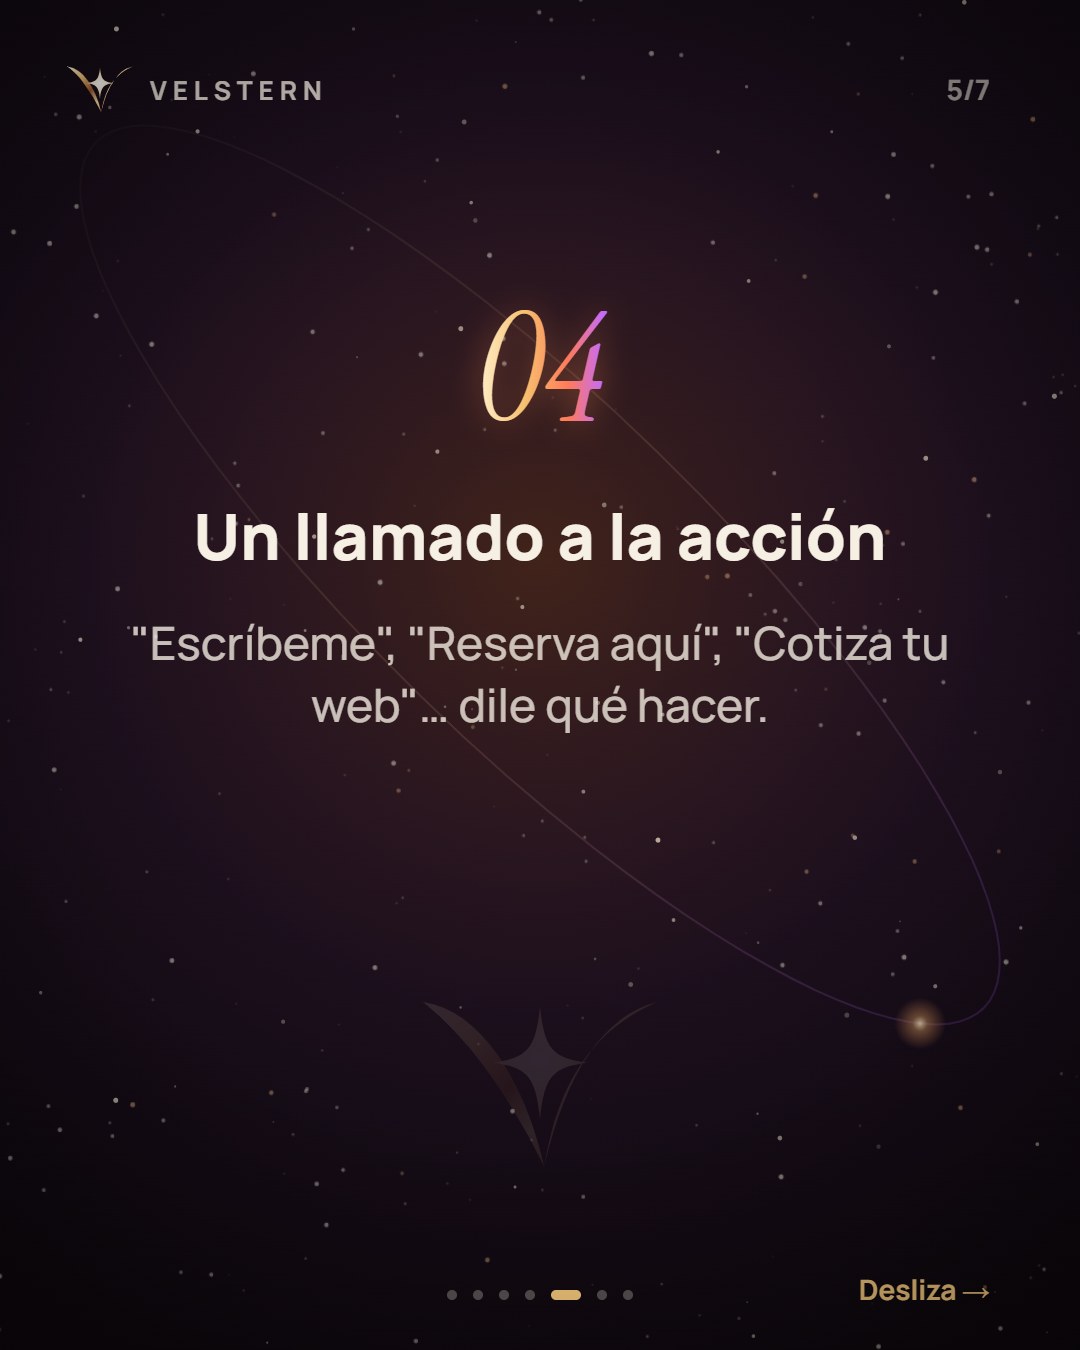 VELSTERN
5/7
04
Un llamado a la acción
"Escríbeme", "Reserva aquí", "Cotiza tu
web"... dile qué hacer.
Desliza →